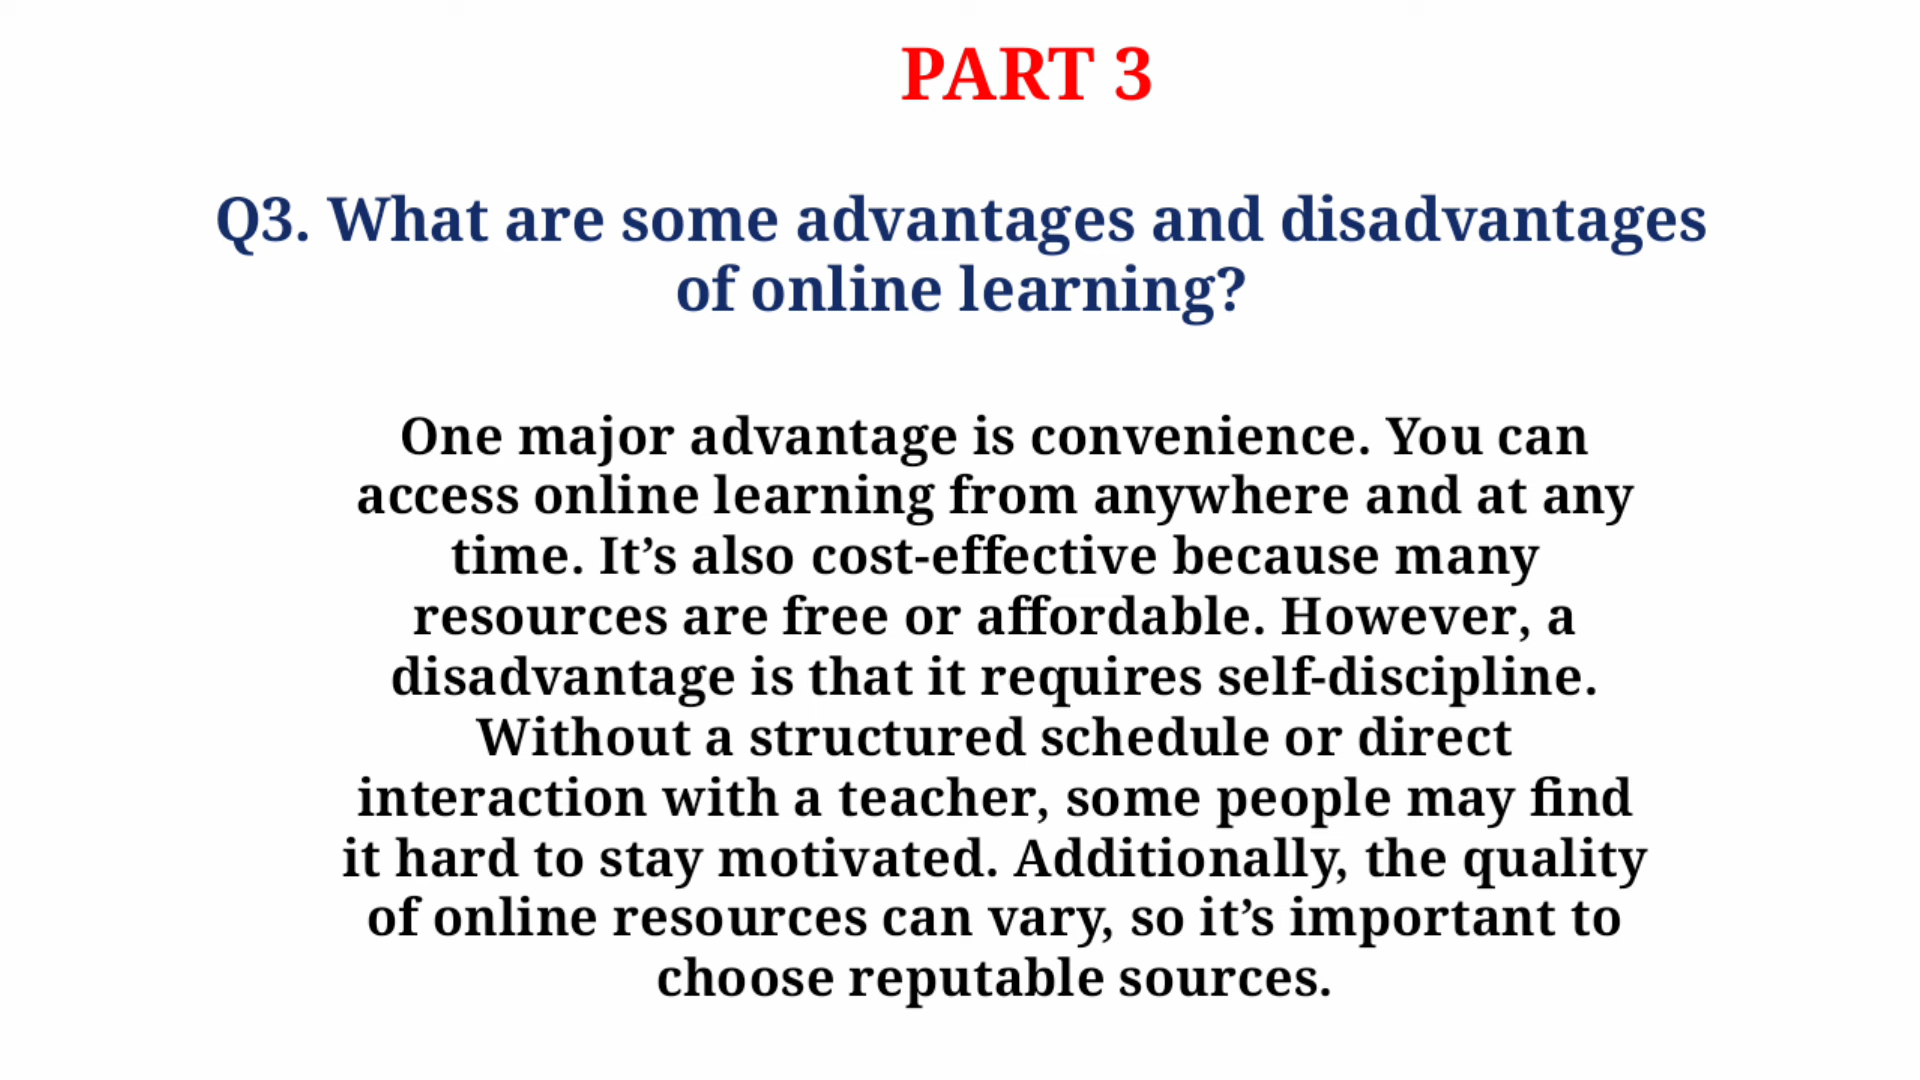 PART 3
Q3. What are some advantages and disadvantages
of online learning?
One major advantage is convenience. You can
access online learning from anywhere and at any
time. It’s also cost-effective because many
resources are free or affordable. However, a
disadvantage is that it requires self-discipline.
Without a structured schedule or direct
interaction with a teacher, some people may find
it hard to stay motivated. Additionally, the quality
of online resources can vary, so it’s important to
choose reputable sources.